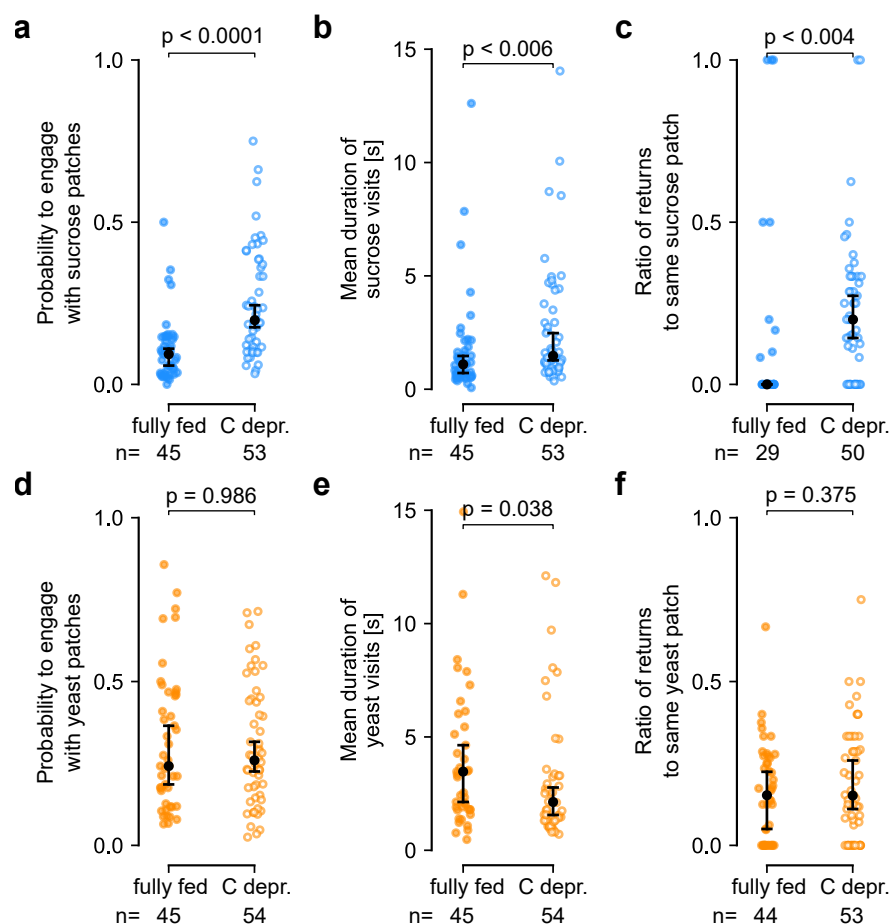 a
p < 0.0001
Probability to engage
with sucrose patches
1.0
0.5
0.0
fully fed C depr.
n= 45 53
b
p < 0.006
Mean duration of
sucrose visits [s]
15
10
5
0
fully fed C depr.
45 53
c
p < 0.004
Ratio of returns
to same sucrose patch
1.0
0.5
0.0
fully fed C depr.
n= 29 50
d
p = 0.986
Probability to engage
with yeast patches
1.0
0.5
0.0
fully fed C depr.
n= 45 54
e
p = 0.038
Mean duration of
yeast visits [s]
15
10
5
0
fully fed C depr.
n= 45 54
f
p = 0.375
Ratio of returns
to same yeast patch
1.0
0.5
0.0
fully fed C depr.
n= 44 53